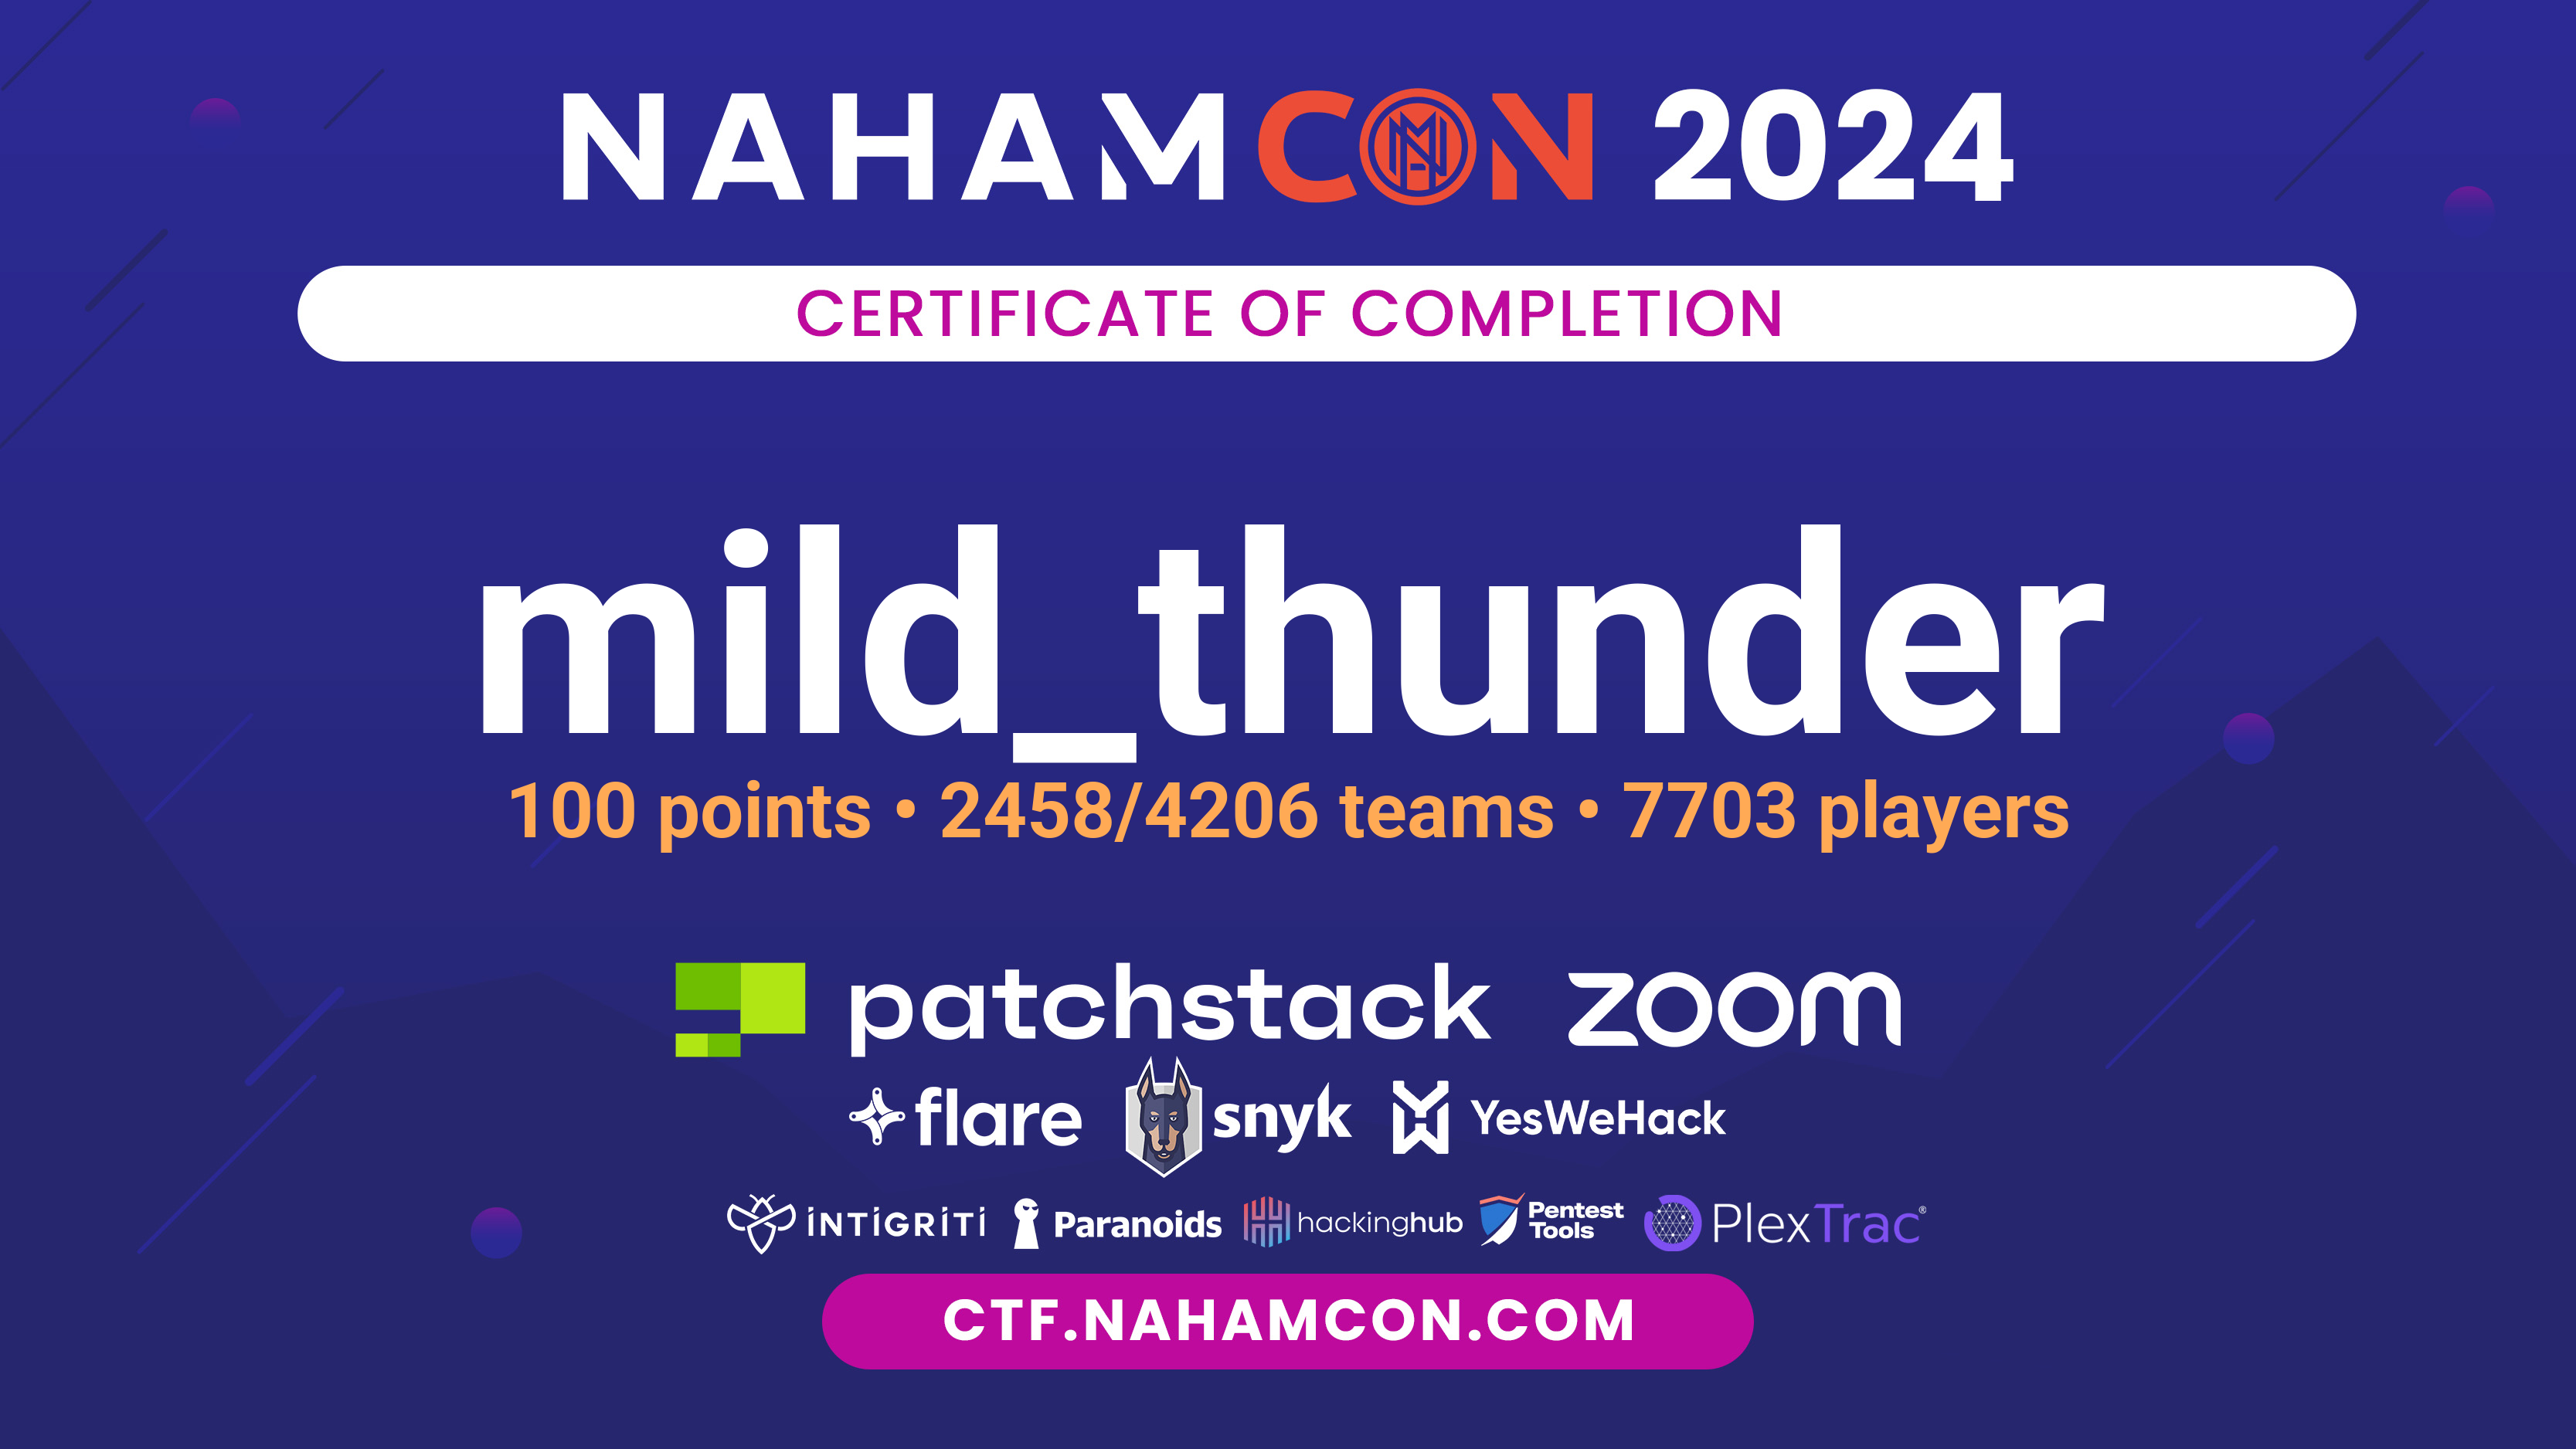 NAHAMCON 2024
CERTIFICATE OF COMPLETION
mild_thunder
100 points • 2458/4206 teams • 7703 players
patchstack zoom
flare snyk YesWeHack
INTIGRITI Paranoids hackinghub Pentest Tools PlexTrac®
CTF.NAHAMCON.COM